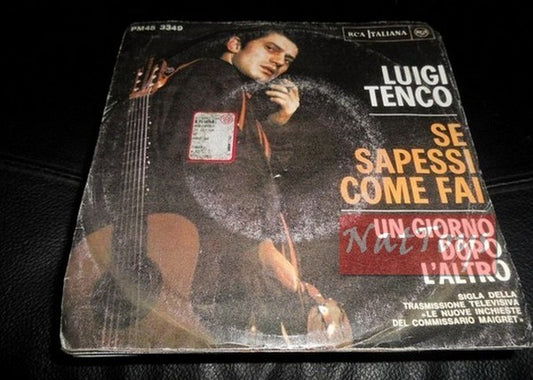 PM45 3349
RCA ITALIANA
LUIGI
TENCO
SE
SAPESSI
COME FAI
UN GIORNO
DOPO
L'ALTRO
SIGLA DELLA
TRASMISSIONE TELEVISIVA
«LE NUOVE INCHIESTE
DEL COMMISSARIO MAIGRET»